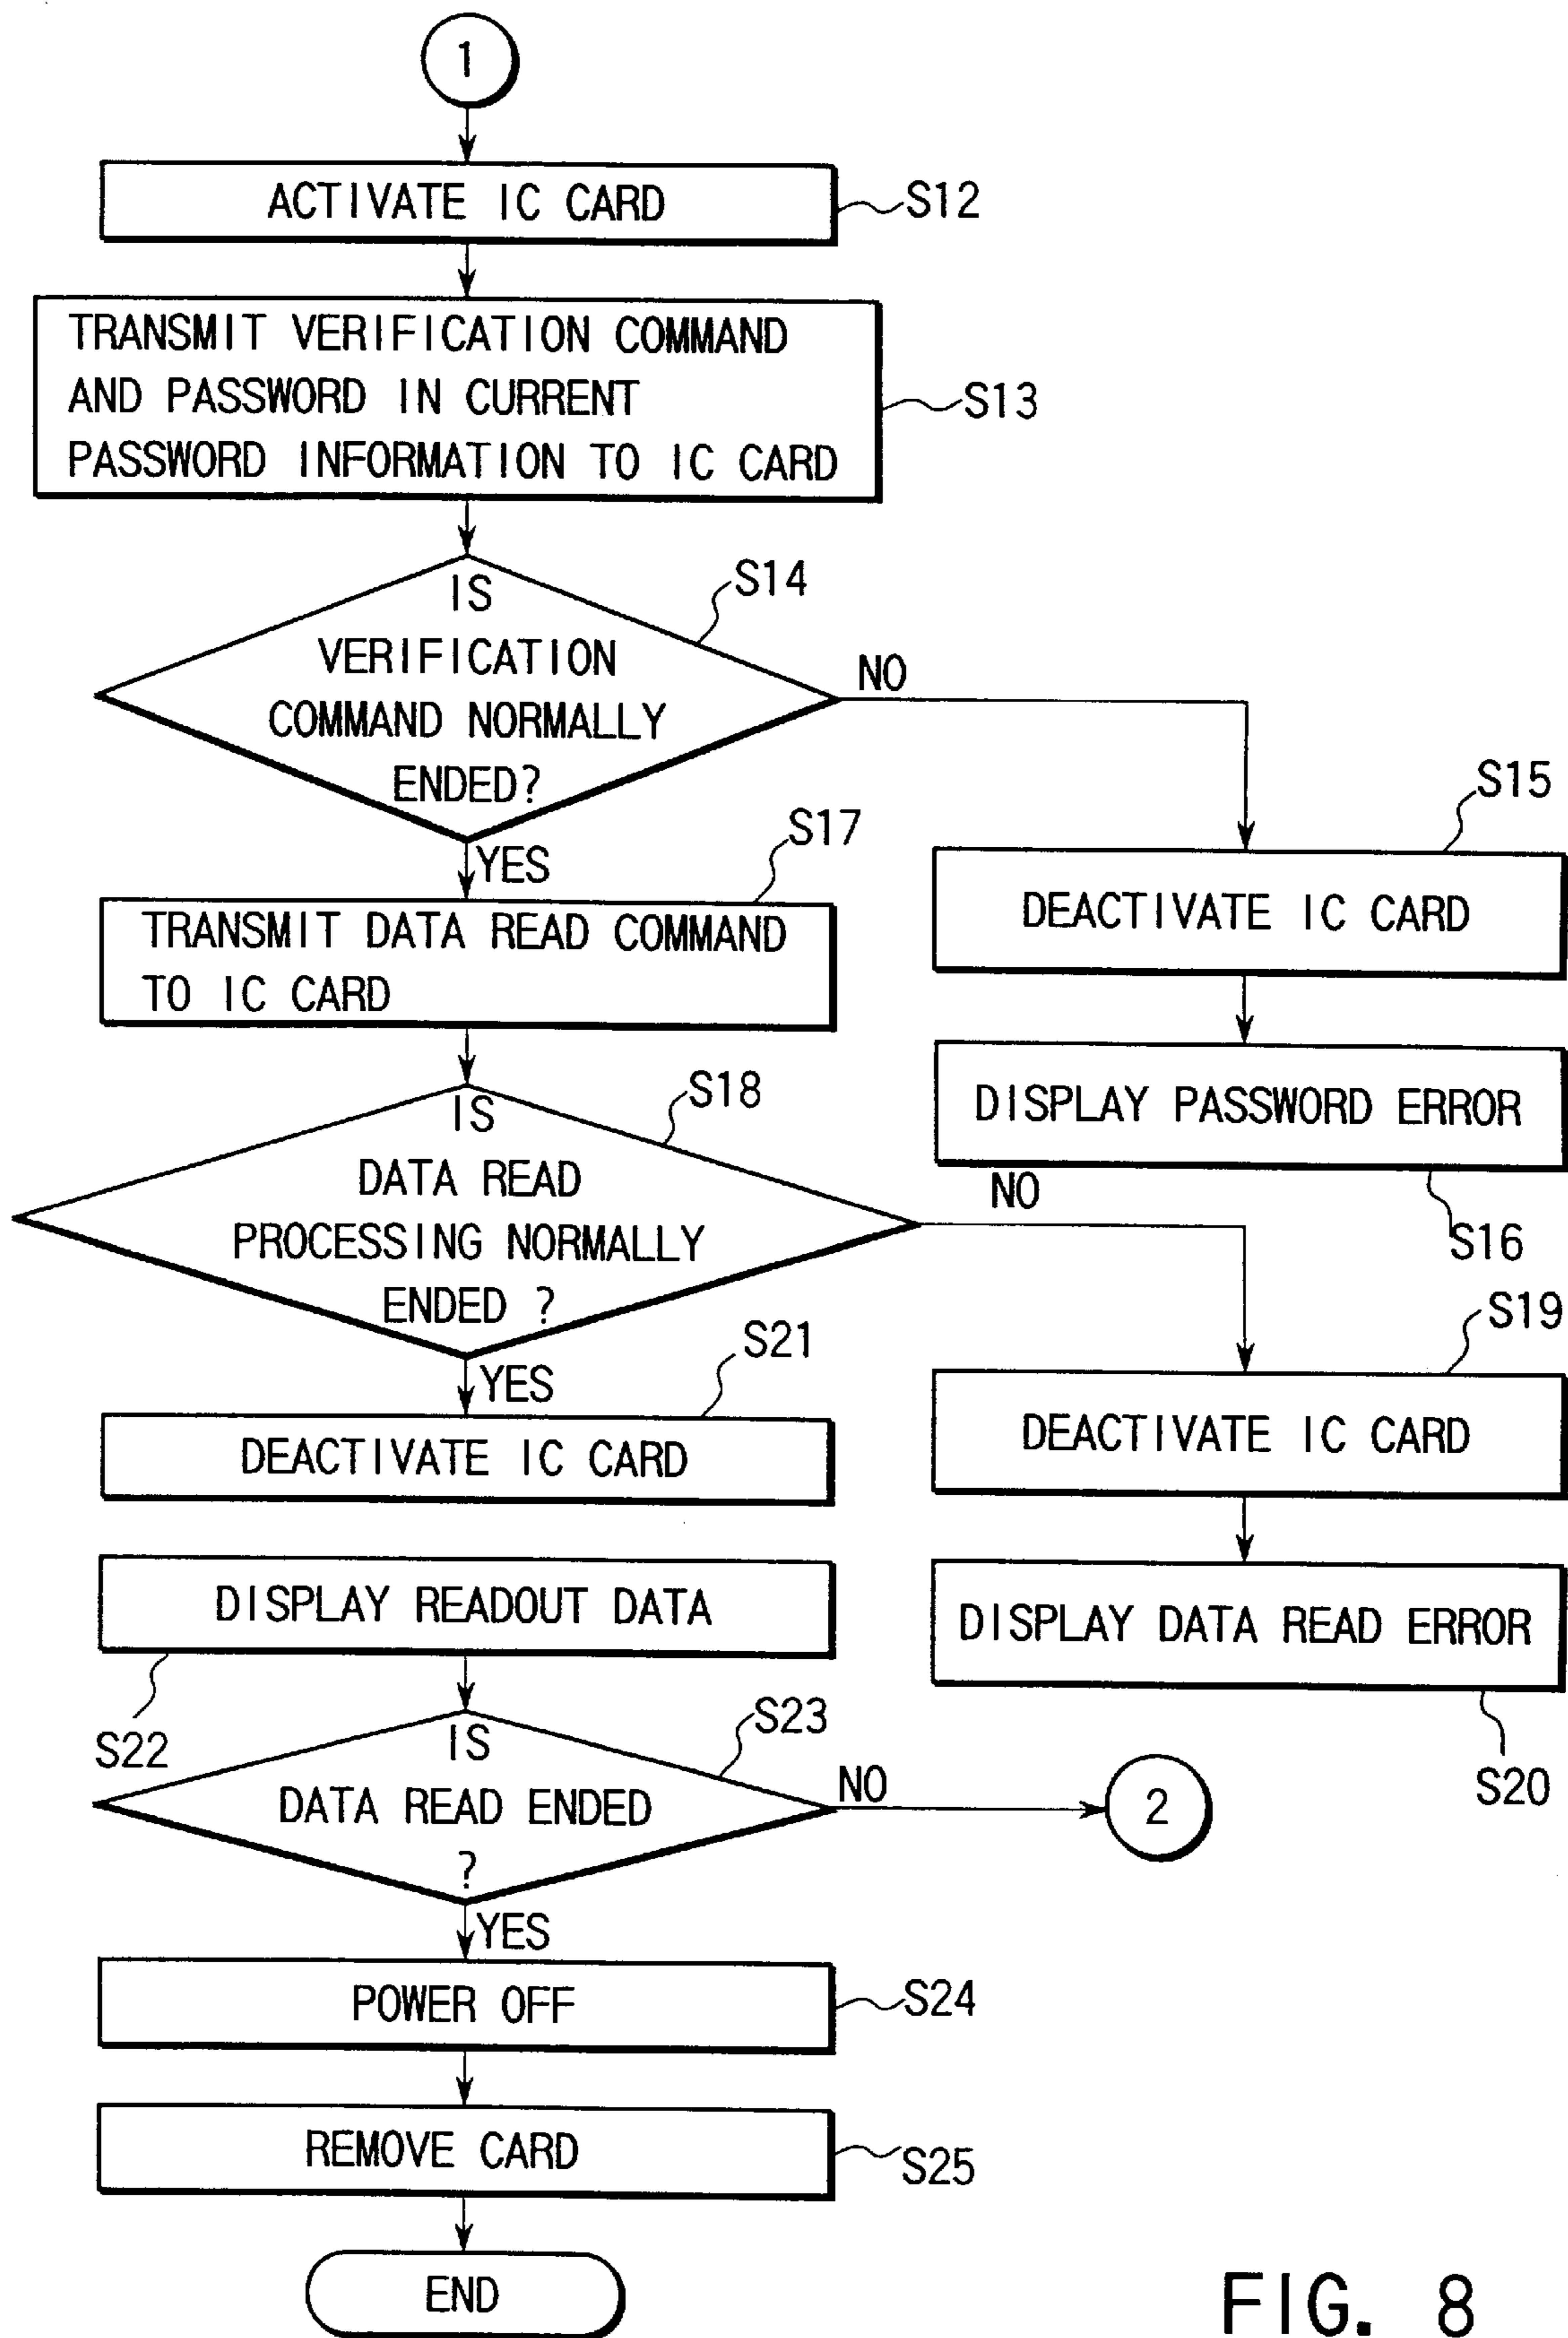 1
ACTIVATE IC CARD
S12
TRANSMIT VERIFICATION COMMAND
AND PASSWORD IN CURRENT
PASSWORD INFORMATION TO IC CARD
S13
IS
VERIFICATION
COMMAND NORMALLY
ENDED?
S14
NO
YES
S15
DEACTIVATE IC CARD
DISPLAY PASSWORD ERROR
S16
S17
TRANSMIT DATA READ COMMAND
TO IC CARD
IS
DATA READ
PROCESSING NORMALLY
ENDED ?
S18
NO
YES
S19
DEACTIVATE IC CARD
DISPLAY DATA READ ERROR
S20
S21
DEACTIVATE IC CARD
DISPLAY READOUT DATA
S22
IS
DATA READ ENDED
?
S23
NO
2
YES
POWER OFF
S24
REMOVE CARD
S25
END
FIG. 8